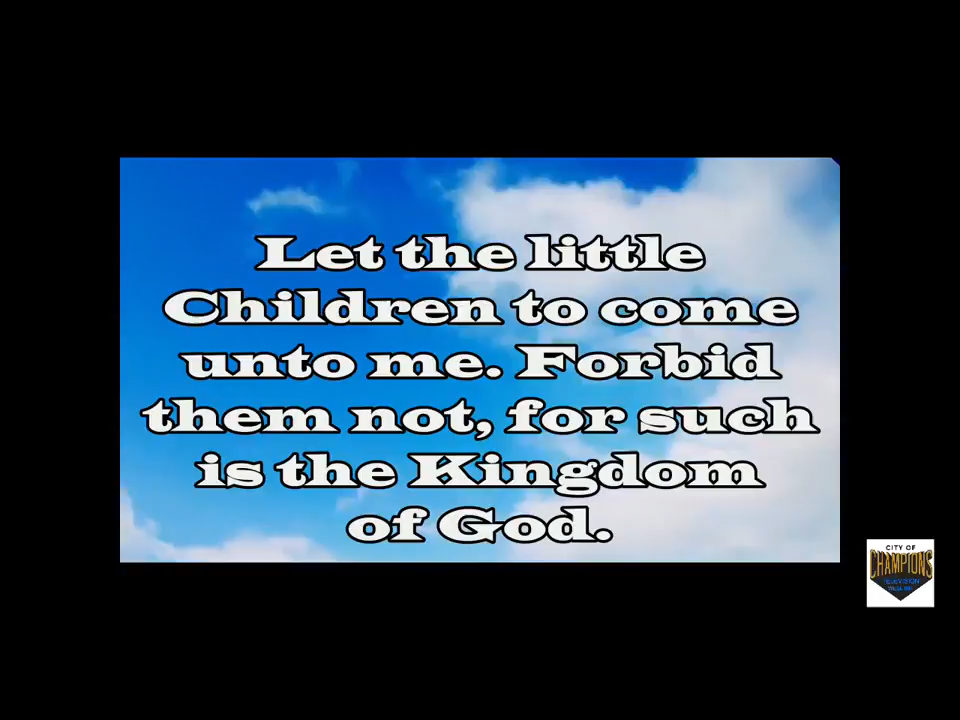 Let the little
Children to come
unto me. Forbid
them not, for such
is the Kingdom
of God.
CITY OF
CHAMPIONS
TELEVISION